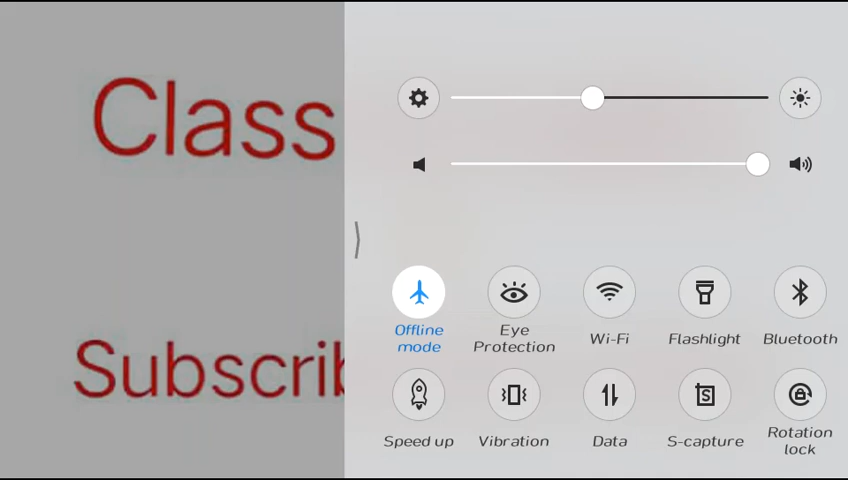 Class
Subscrib
Offline mode
Eye Protection
Wi-Fi
Flashlight
Bluetooth
Speed up
Vibration
Data
S-capture
Rotation lock